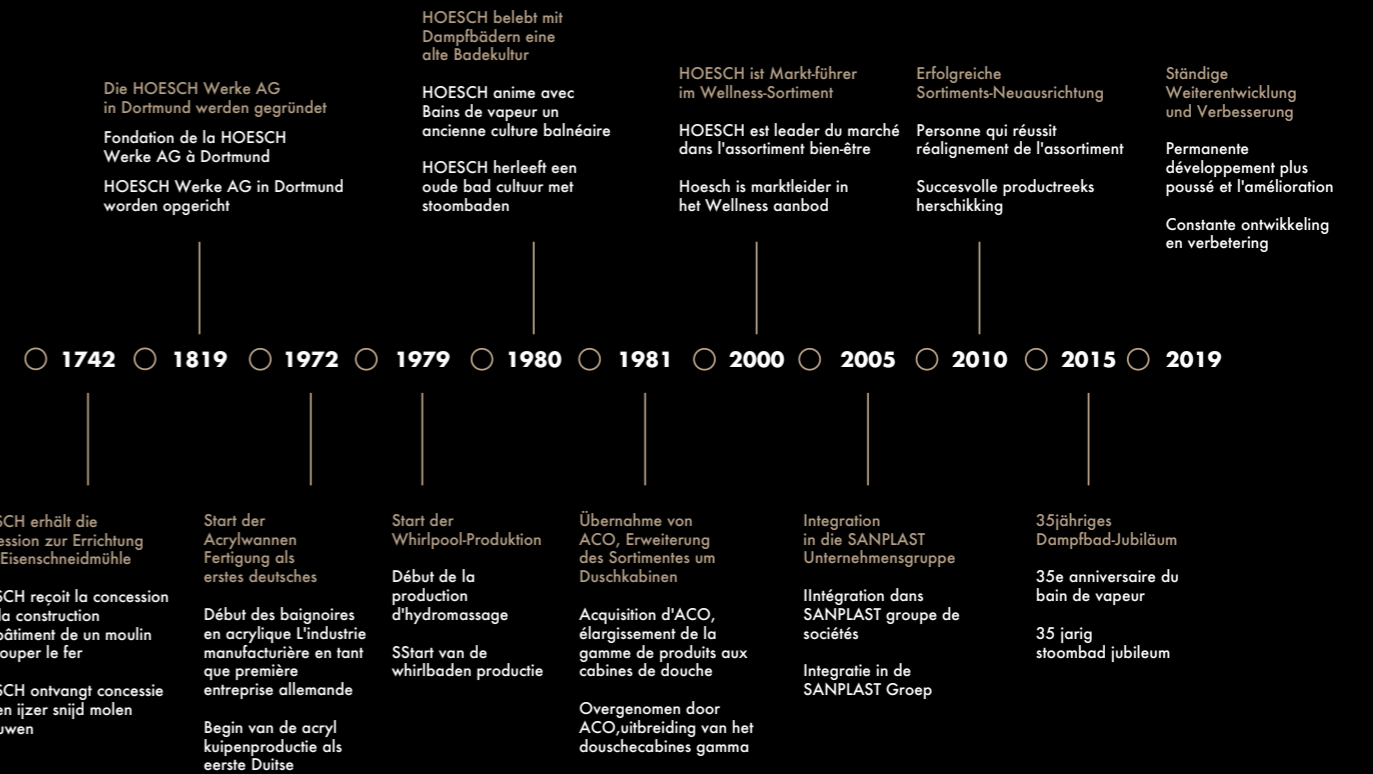 HOESCH belebt mit
Dampfbädern eine
alte Badekultur
HOESCH anime avec
Bains de vapeur un
ancienne culture balnéaire
HOESCH herleeft een
oude bad cultuur met
stoombaden
Die HOESCH Werke AG
in Dortmund werden gegründet
Fondation de la HOESCH
Werke AG à Dortmund
HOESCH Werke AG in Dortmund
worden opgericht
HOESCH ist Markt-führer
im Wellness-Sortiment
HOESCH est leader du marché
dans l'assortiment bien-être
Hoesch is marktleider in
het Wellness aanbod
Erfolgreiche
Sortiments-Neuausrichtung
Personne qui réussit
réalignement de l'assortiment
Succesvolle productreeks
herschikking
Ständige
Weiterentwicklung
und Verbesserung
Permanente
développement plus
poussé et l'amélioration
Constante ontwikkeling
en verbetering
1742 1819 1972 1979 1980 1981 2000 2005 2010 2015 2019
SCH erhält die
ession zur Errichtung
Eisenschneidmühle
SCH reçoit la concession
la construction
bâtiment de un moulin
ouper le fer
SCH ontvangt concessie
en ijzer snijd molen
uwen
Start der
Acrylwannen
Fertigung als
erstes deutsches
Début des baignoires
en acrylique L'industrie
manufacturière en tant
que première
entreprise allemande
Begin van de acryl
kuipenproductie als
eerste Duitse
Start der
Whirlpool-Produktion
Début de la
production
d'hydromassage
SStart van de
whirlbaden productie
Übernahme von
ACO, Erweiterung
des Sortimentes um
Duschkabinen
Acquisition d'ACO,
élargissement de la
gamme de produits aux
cabines de douche
Overgenomen door
ACO,uitbreiding van het
douschecabines gamma
Integration
in die SANPLAST
Unternehmensgruppe
IIntégration dans
SANPLAST groupe de
sociétés
Integratie in de
SANPLAST Groep
35jähriges
Dampfbad-Jubiläum
35e anniversaire du
bain de vapeur
35 jarig
stoombad jubileum